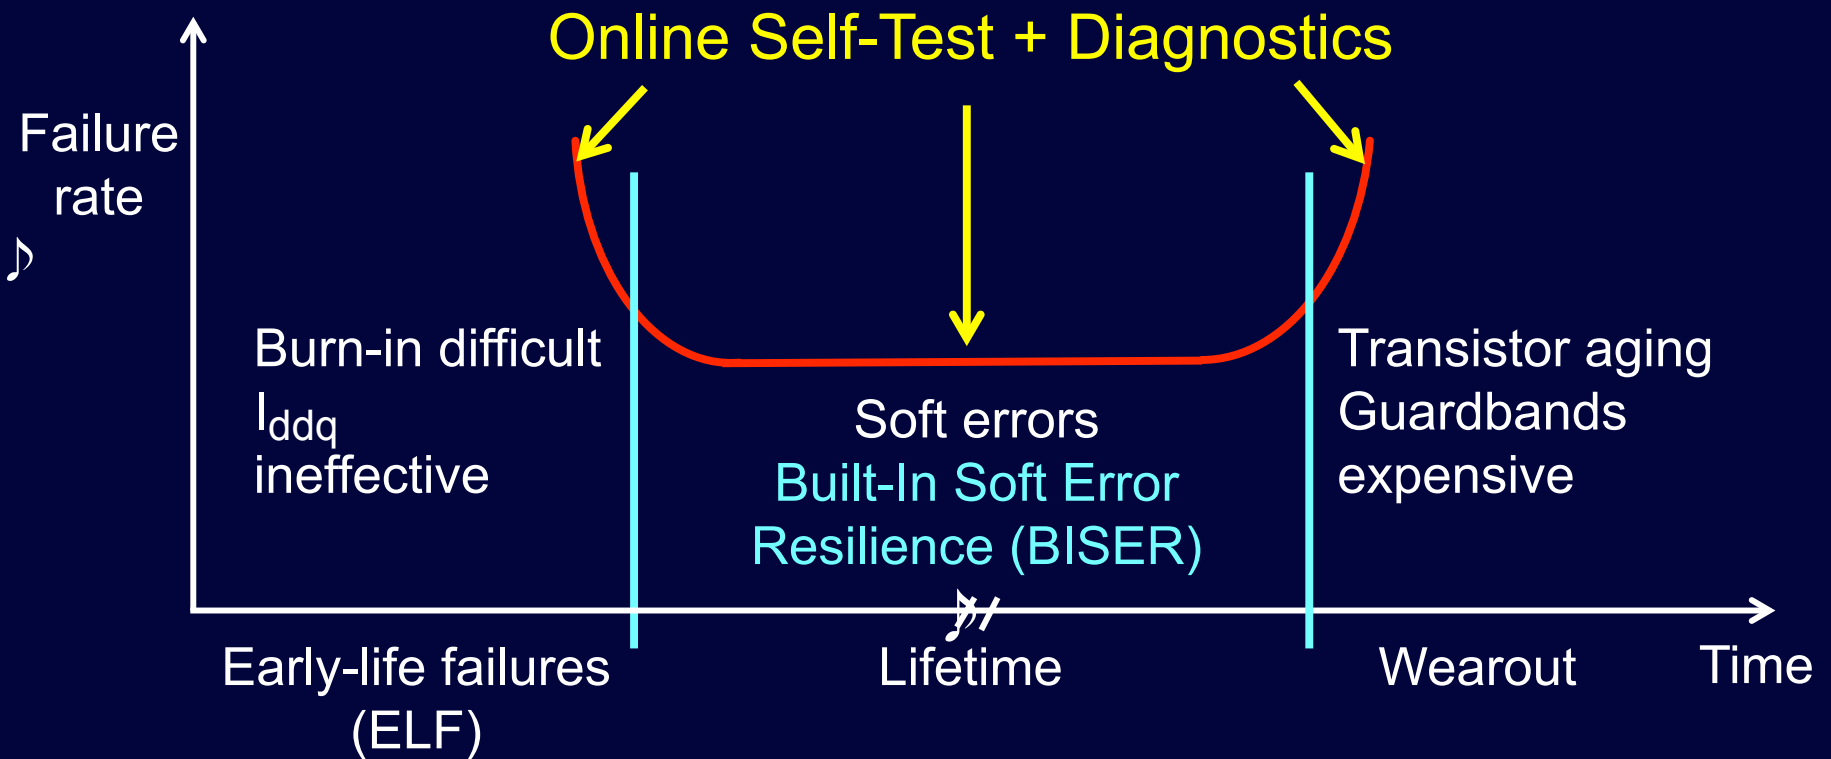 Online Self-Test + Diagnostics
Failure
rate
♪
Burn-in difficult
Iddq
ineffective
Soft errors
Built-In Soft Error
Resilience (BISER)
Transistor aging
Guardbands
expensive
♪
Early-life failures
(ELF)
Lifetime
Wearout
Time